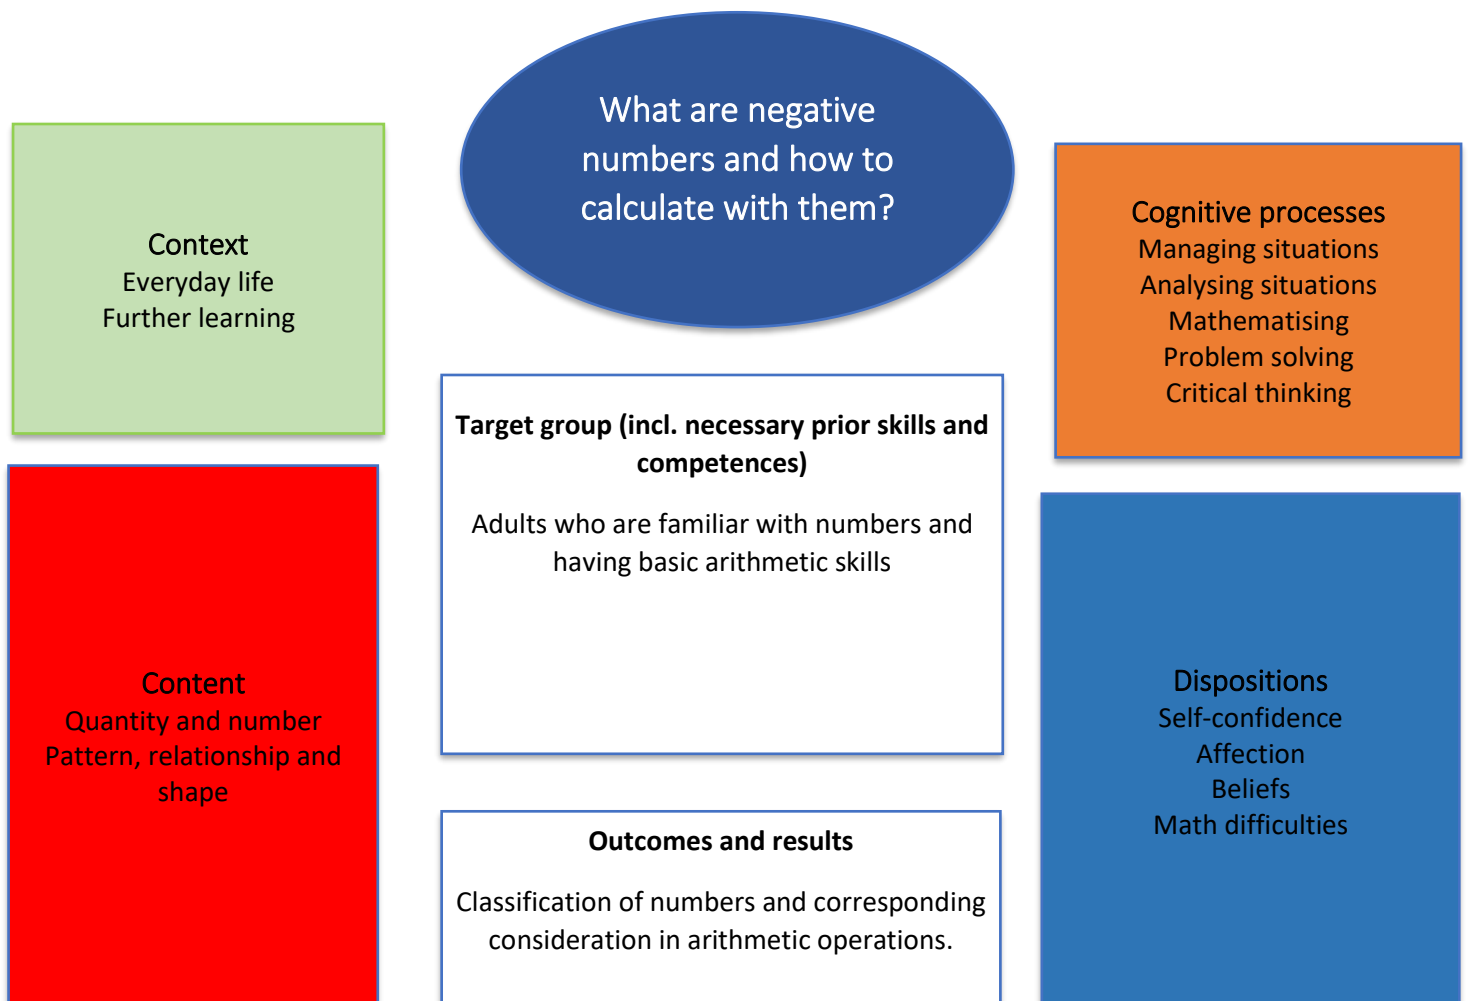 What are negative
numbers and how to
calculate with them?
Context
Everyday life
Further learning
Cognitive processes
Managing situations
Analysing situations
Mathematising
Problem solving
Critical thinking
Target group (incl. necessary prior skills and
competences)
Adults who are familiar with numbers and
having basic arithmetic skills
Content
Quantity and number
Pattern, relationship and
shape
Dispositions
Self-confidence
Affection
Beliefs
Math difficulties
Outcomes and results
Classification of numbers and corresponding
consideration in arithmetic operations.